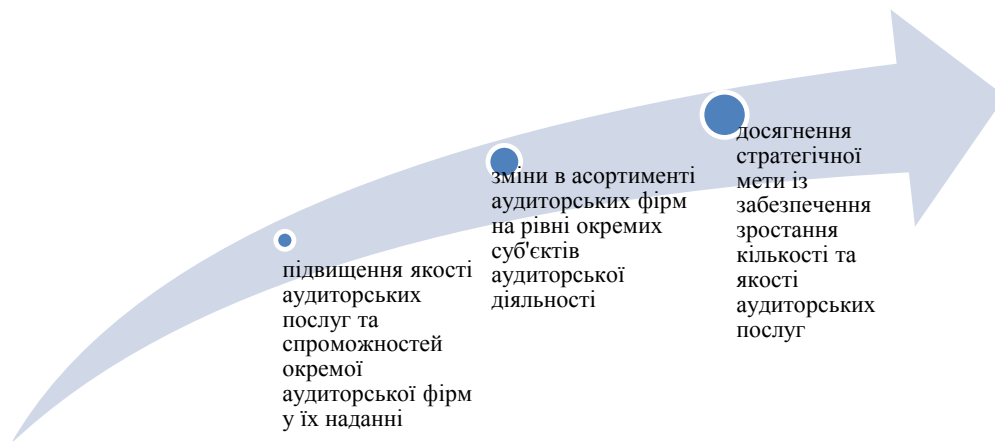 підвищення якості
аудиторських
послуг та
спроможностей
окремої
аудиторської фірм
у їх наданні
зміни в асортименті
аудиторських фірм
на рівні окремих
суб'єктів
аудиторської
діяльності
досягнення
стратегічної
мети із
забезпечення
зростання
кількості та
якості
аудиторських
послуг